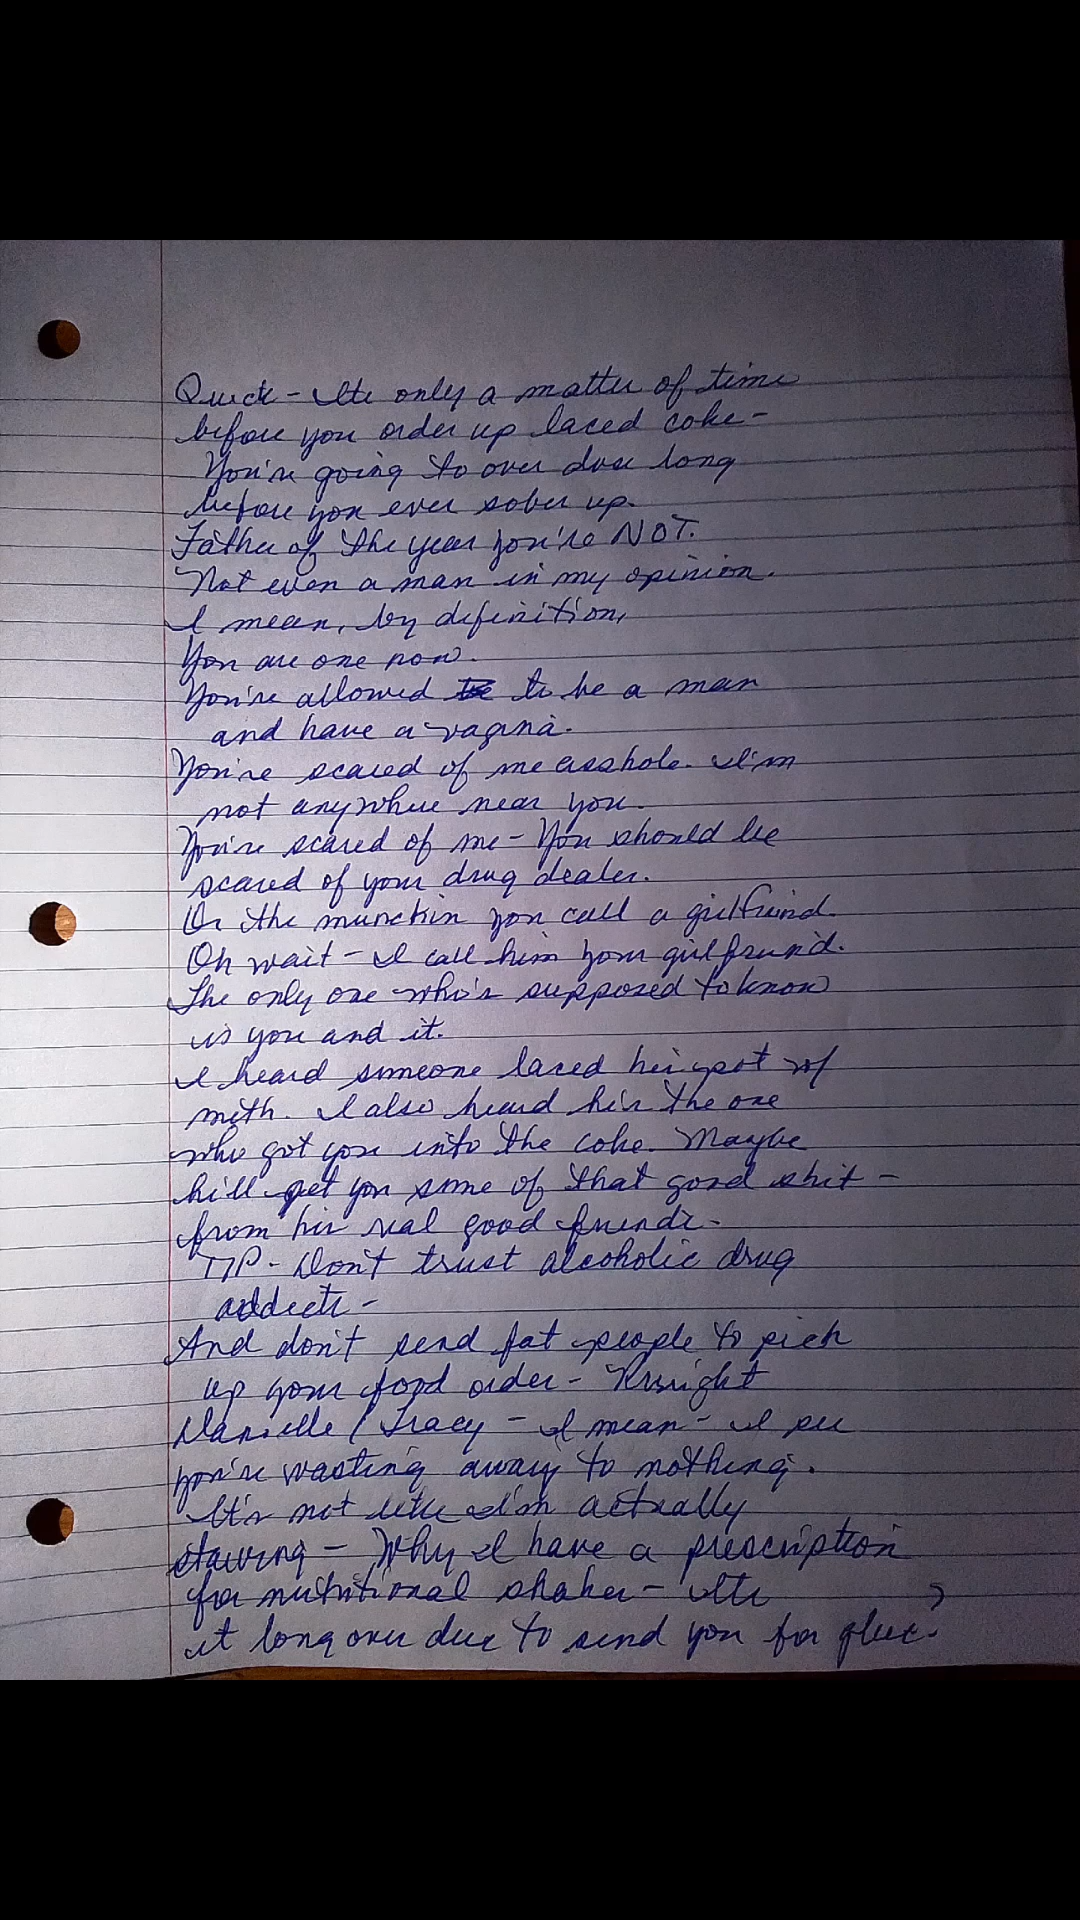 Quick - Its only a matter of time
before you order up laced coke -
You're going to over dose long
before you ever sober up.
Father of the year you're NOT.
Not even a man in my opinion.
I mean, by definition,
You are one now.
You're allowed to be a man
and have a vagina.
You're scared of me asshole. I'm
not anywhere near you.
You're scared of me - You should be
scared of your drug dealer.
Or the munckin you call a girlfriend.
Oh wait - I call him your girlfriend.
The only one who's supposed to know
is you and it.
I heard someone laced his pot w/
meth. I also heard he's the one
who got you into the coke. Maybe
he'll get you some of that good shit -
from his real good friends -
TIP - Don't trust alcoholic drug
addicts -
And don't send fat people to pick
up your food order -
Danielle / Tracy - I mean - I see
you're wasting away to nothing.
It's not like I'm actually
starving - Why I have a prescription
for nutritional shakes - Its
it long over due to send you for